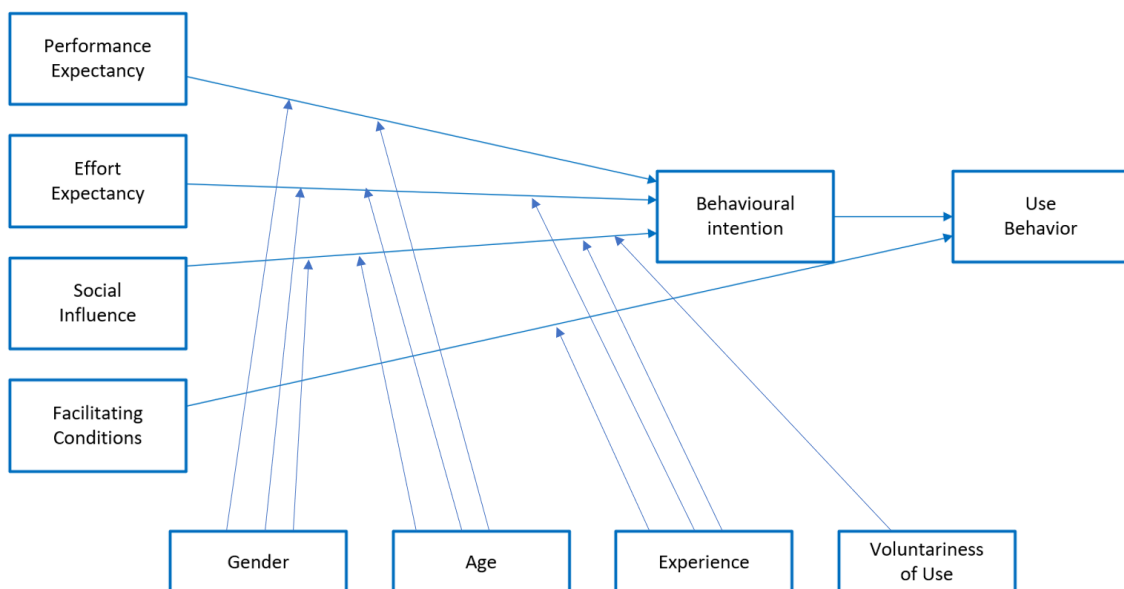 Performance
Expectancy
Effort
Expectancy
Social
Influence
Facilitating
Conditions
Behavioural
intention
Use
Behavior
Gender
Age
Experience
Voluntariness
of Use